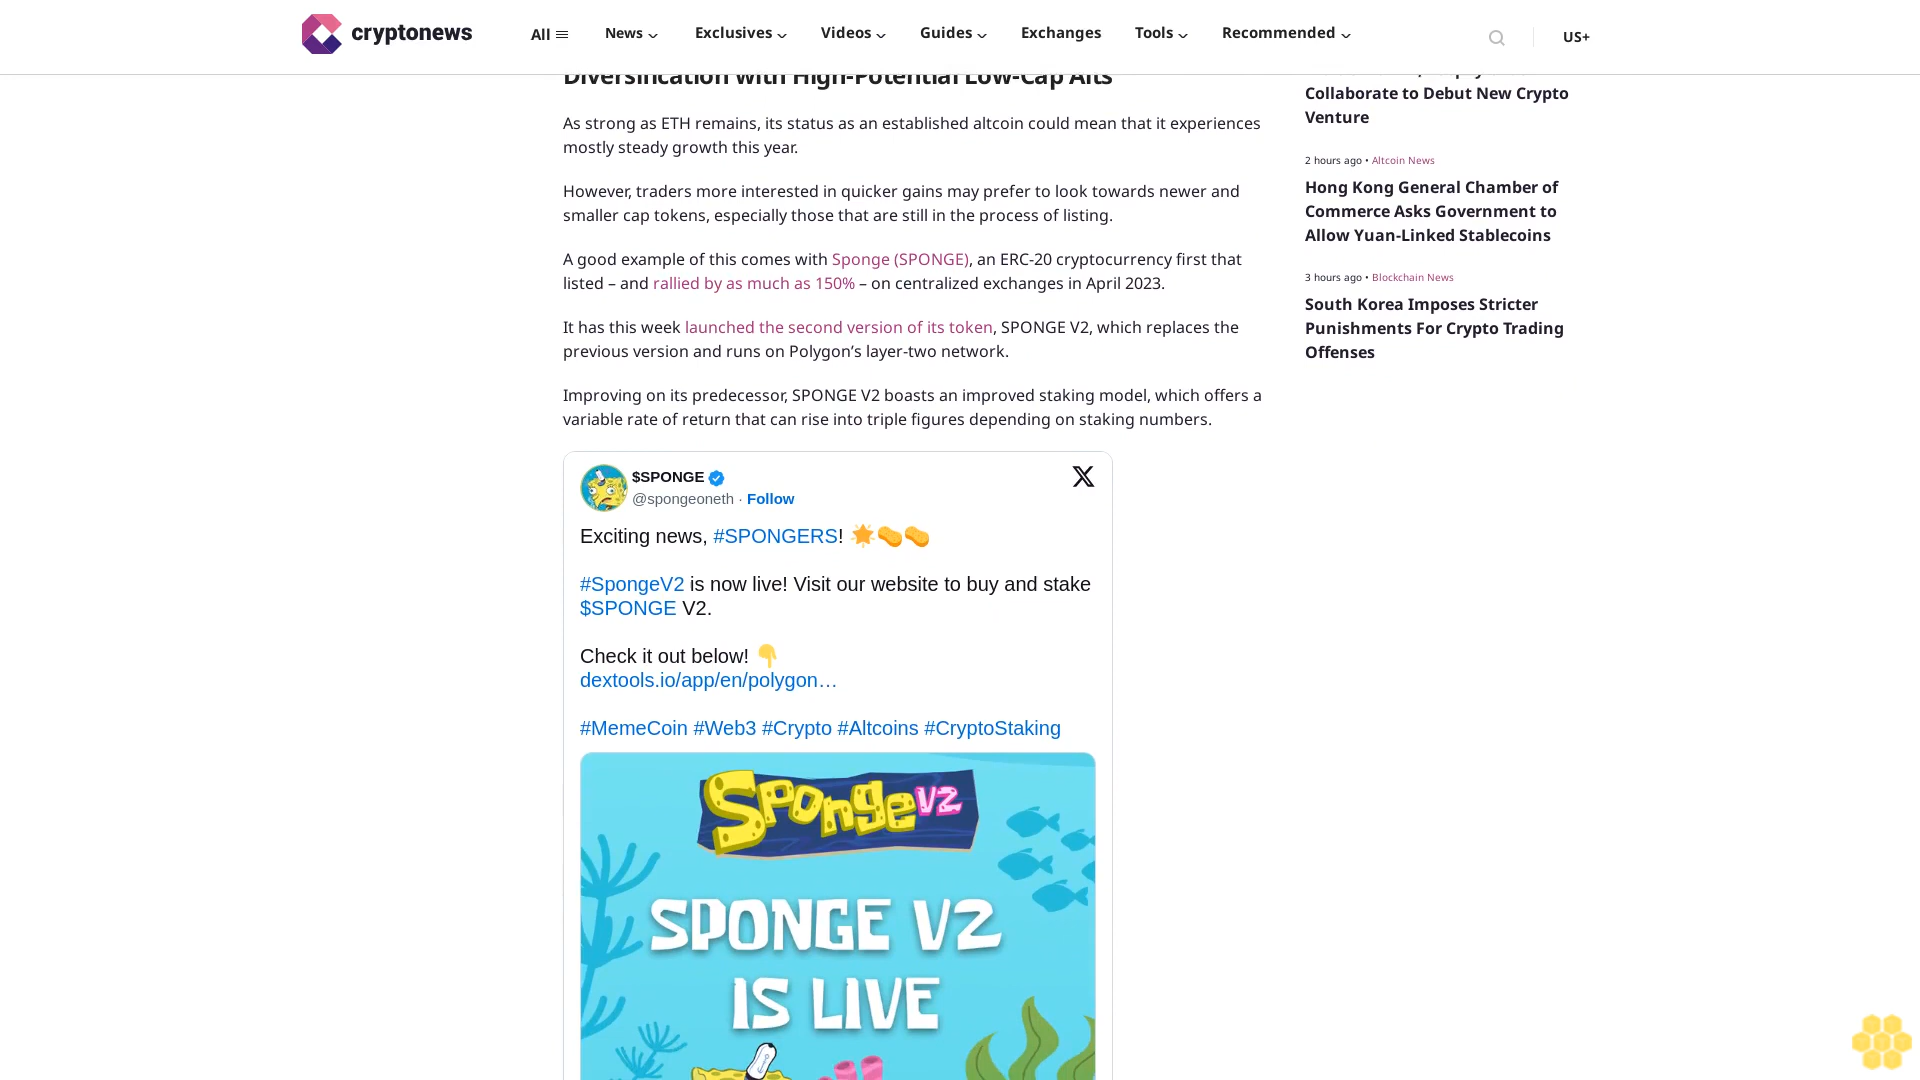 cryptonews
All
News
Exclusives
Videos
Guides
Exchanges
Tools
Recommended
US+
Diversification with High-Potential Low-Cap Alts
As strong as ETH remains, its status as an established altcoin could mean that it experiences
mostly steady growth this year.
However, traders more interested in quicker gains may prefer to look towards newer and
smaller cap tokens, especially those that are still in the process of listing.
A good example of this comes with Sponge (SPONGE), an ERC-20 cryptocurrency first that
listed – and rallied by as much as 150% – on centralized exchanges in April 2023.
It has this week launched the second version of its token, SPONGE V2, which replaces the
previous version and runs on Polygon’s layer-two network.
Improving on its predecessor, SPONGE V2 boasts an improved staking model, which offers a
variable rate of return that can rise into triple figures depending on staking numbers.
$SPONGE
@spongeoneth · Follow
Exciting news, #SPONGERS! 🌟🧽🧽
#SpongeV2 is now live! Visit our website to buy and stake
$SPONGE V2.
Check it out below! 👇
dextools.io/app/en/polygon…
#MemeCoin #Web3 #Crypto #Altcoins #CryptoStaking
Sponge V2
SPONGE V2
IS LIVE
Collaborate to Debut New Crypto
Venture
2 hours ago • Altcoin News
Hong Kong General Chamber of
Commerce Asks Government to
Allow Yuan-Linked Stablecoins
3 hours ago • Blockchain News
South Korea Imposes Stricter
Punishments For Crypto Trading
Offenses